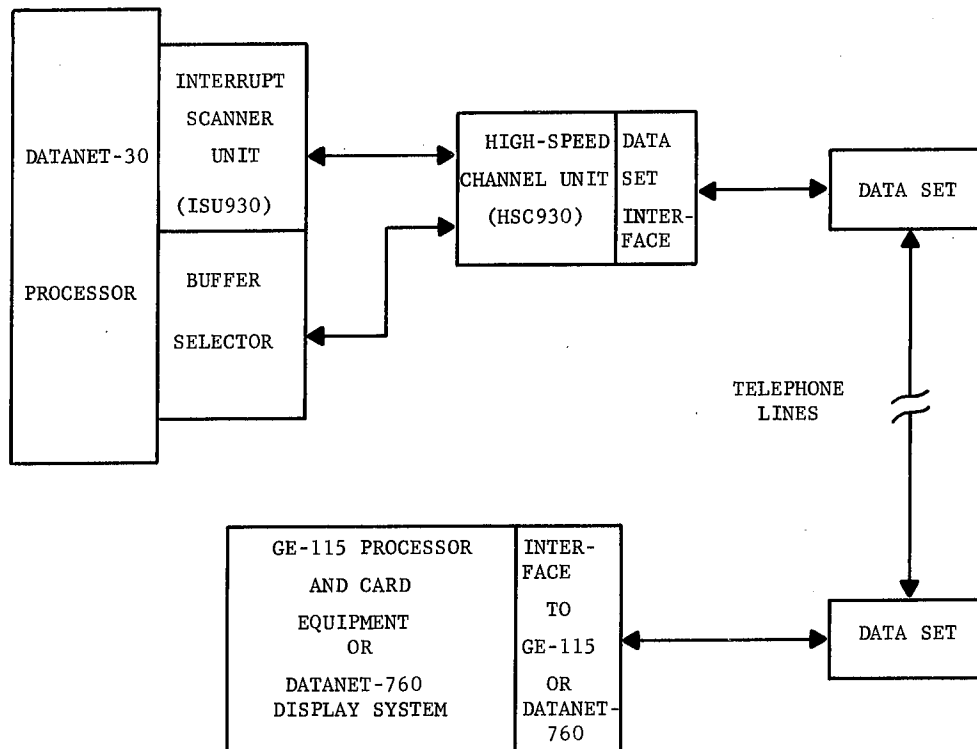 DATANET-30
PROCESSOR
INTERRUPT
SCANNER
UNIT
(ISU930)
BUFFER
SELECTOR
HIGH-SPEED
CHANNEL UNIT
(HSC930)
DATA
SET
INTER-
FACE
DATA SET
TELEPHONE
LINES
GE-115 PROCESSOR
AND CARD
EQUIPMENT
OR
DATANET-760
DISPLAY SYSTEM
INTER-
FACE
TO
GE-115
OR
DATANET-
760
DATA SET